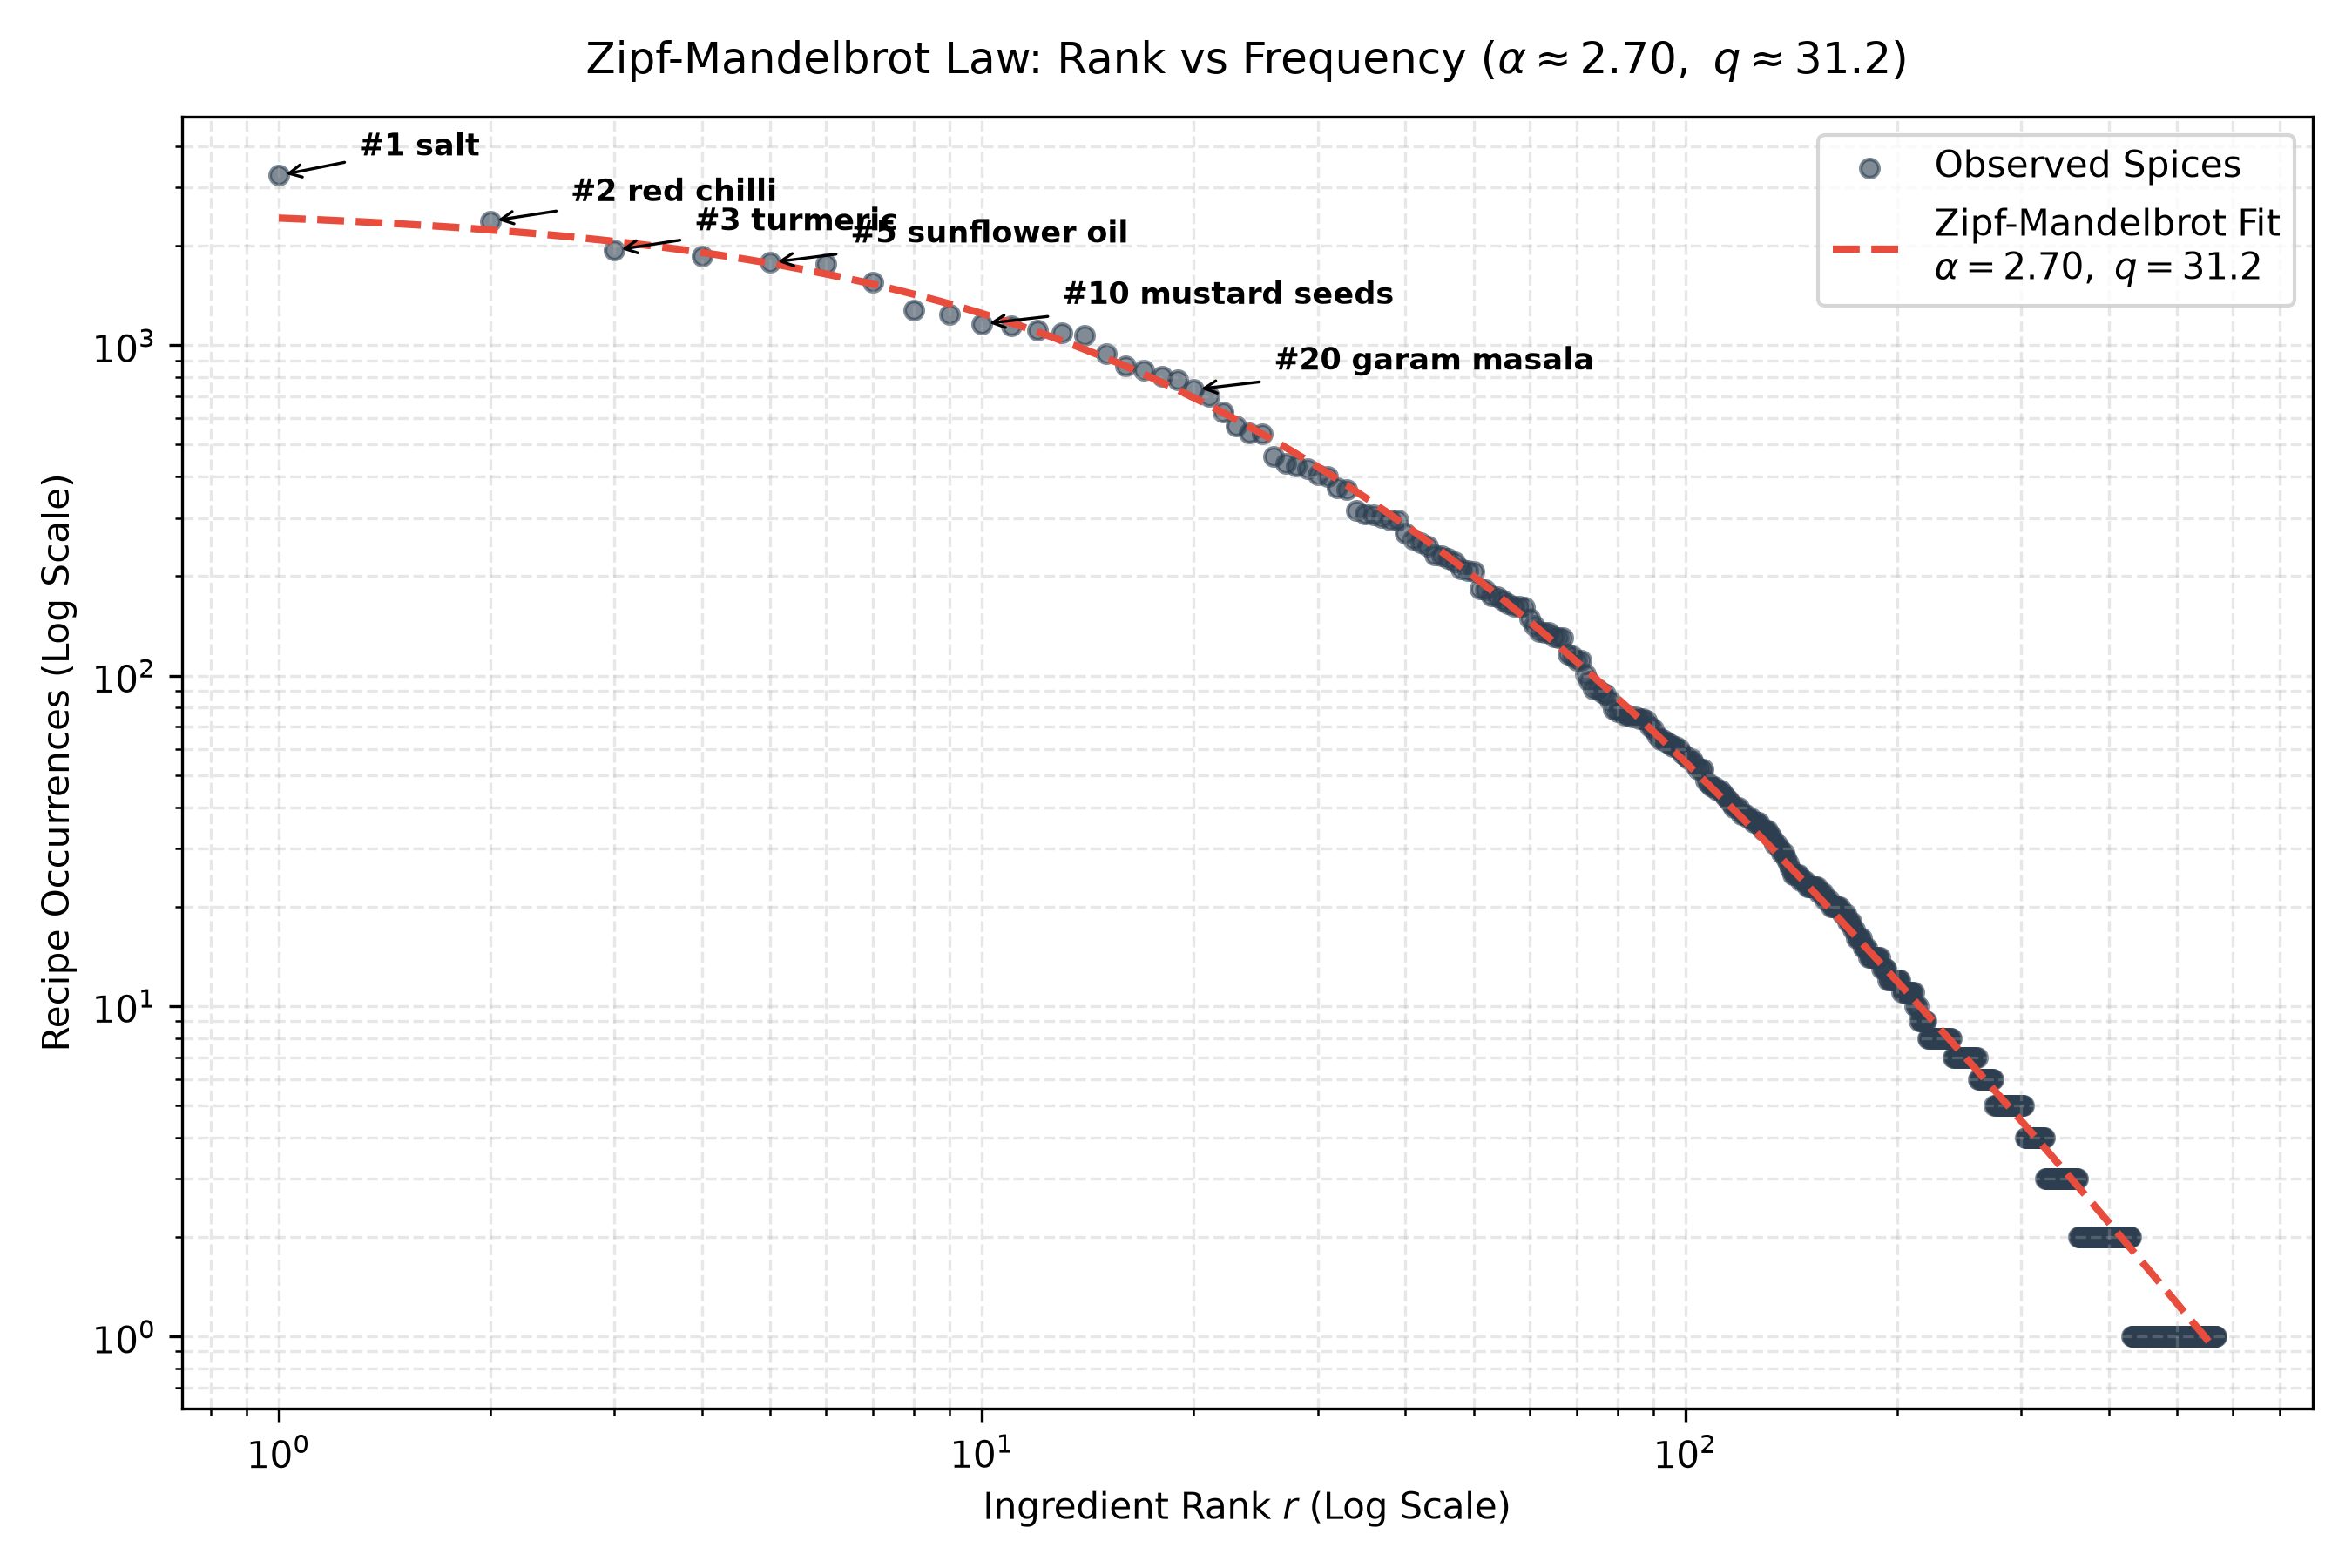 Zipf-Mandelbrot Law: Rank vs Frequency (α ≈ 2.70, q ≈ 31.2)
#1 salt
#2 red chilli
#3 turmeric
#5 sunflower oil
#10 mustard seeds
#20 garam masala
Observed Spices
Zipf-Mandelbrot Fit
α = 2.70, q = 31.2
Recipe Occurrences (Log Scale)
10³
10²
10¹
10⁰
10⁰
10¹
10²
Ingredient Rank r (Log Scale)